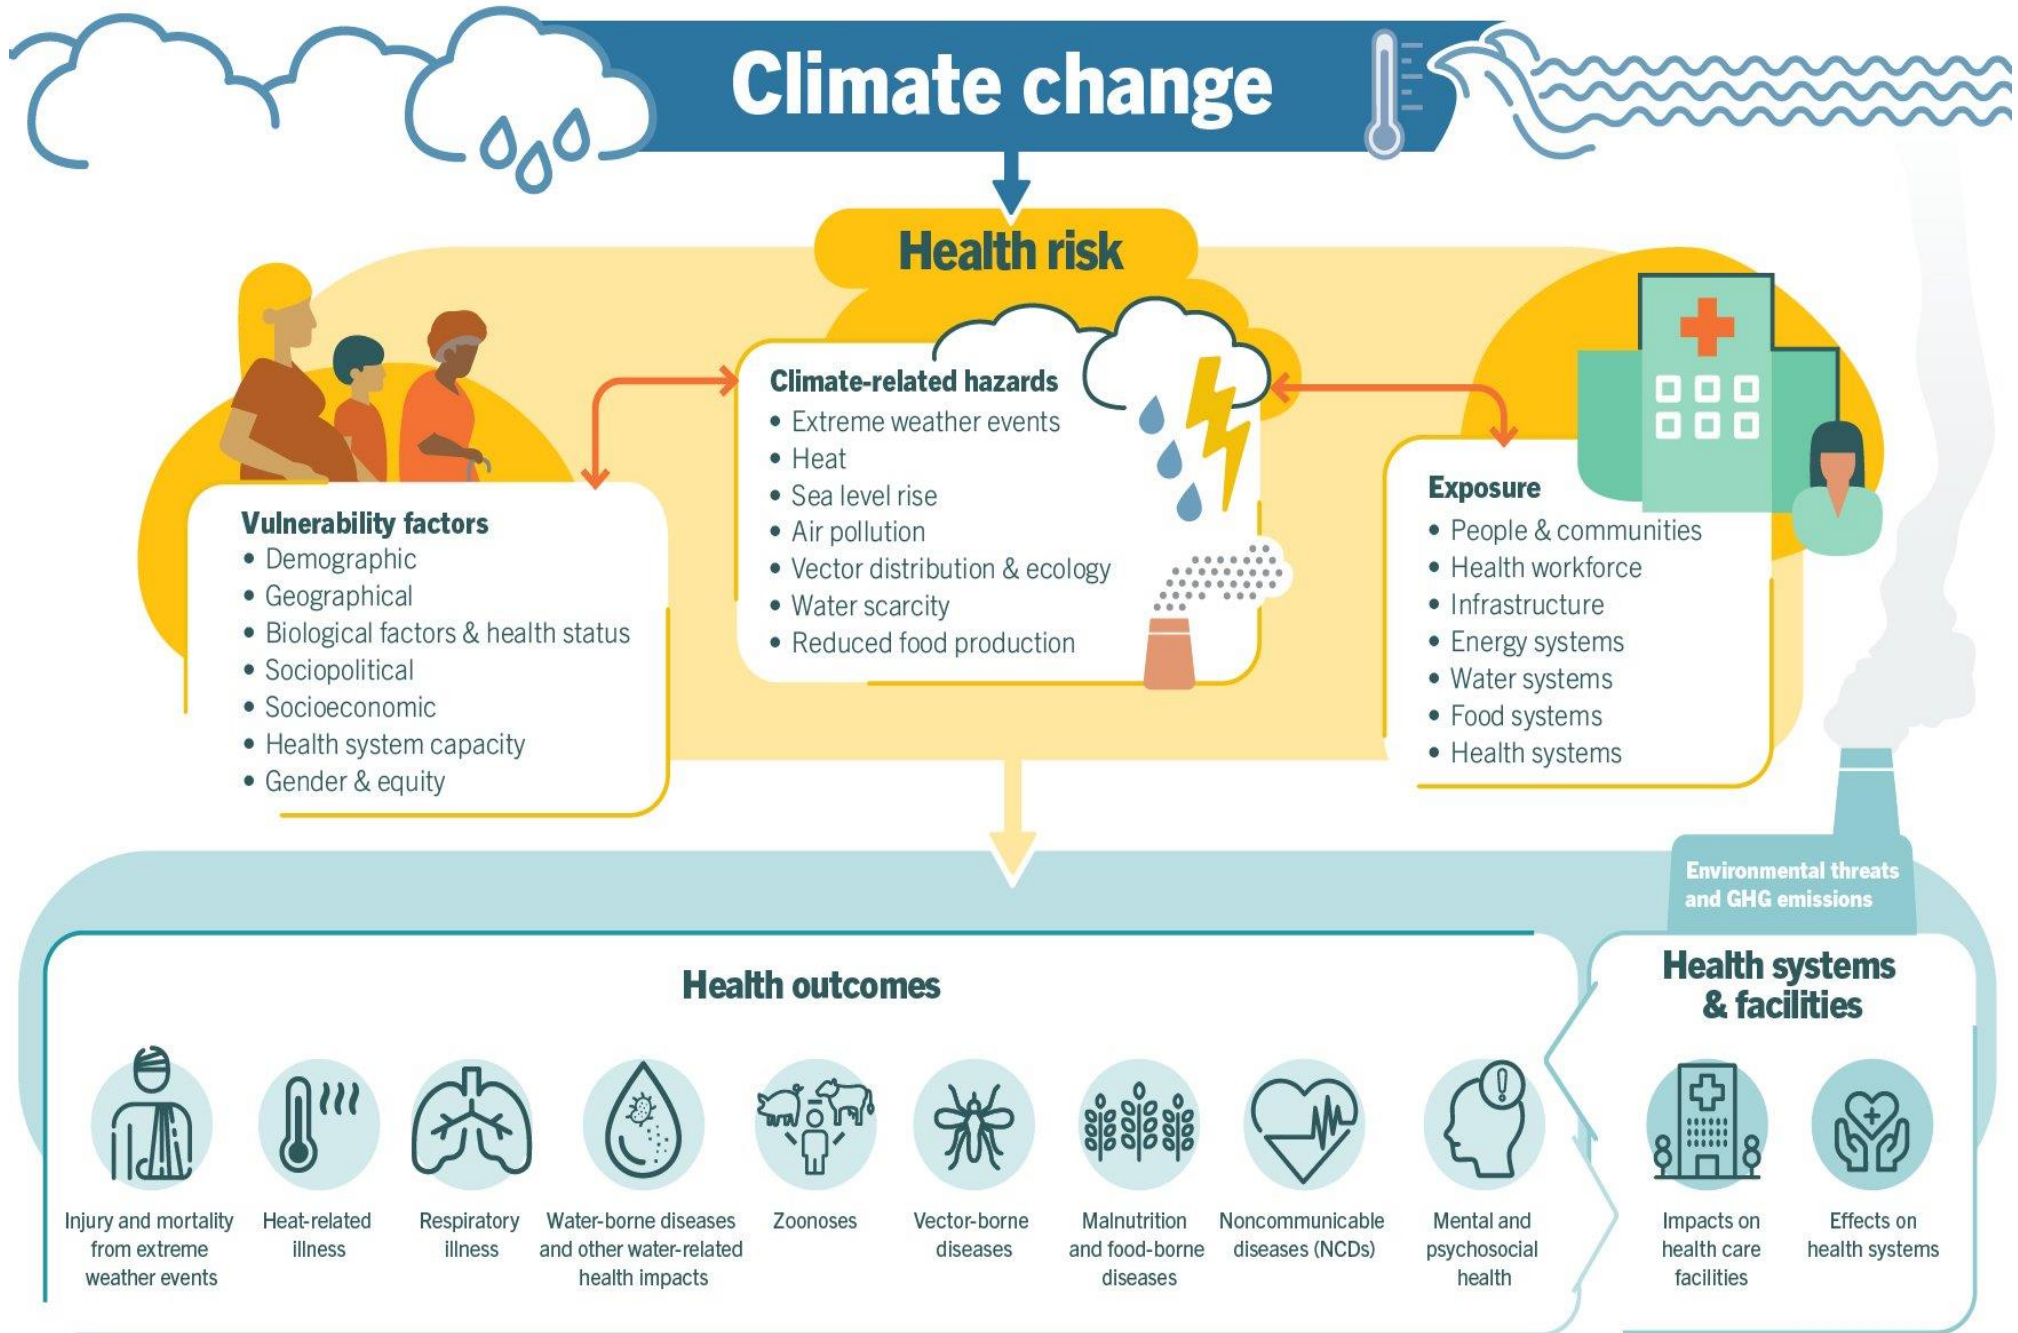 Climate change
Health risk
Vulnerability factors
• Demographic
• Geographical
• Biological factors & health status
• Sociopolitical
• Socioeconomic
• Health system capacity
• Gender & equity
Climate-related hazards
• Extreme weather events
• Heat
• Sea level rise
• Air pollution
• Vector distribution & ecology
• Water scarcity
• Reduced food production
Exposure
• People & communities
• Health workforce
• Infrastructure
• Energy systems
• Water systems
• Food systems
• Health systems
Environmental threats
and GHG emissions
Health outcomes
Injury and mortality
from extreme
weather events
Heat-related
illness
Respiratory
illness
Water-borne diseases
and other water-related
health impacts
Zoonoses
Vector-borne
diseases
Malnutrition
and food-borne
diseases
Noncommunicable
diseases (NCDs)
Mental and
psychosocial
health
Health systems
& facilities
Impacts on
health care
facilities
Effects on
health systems